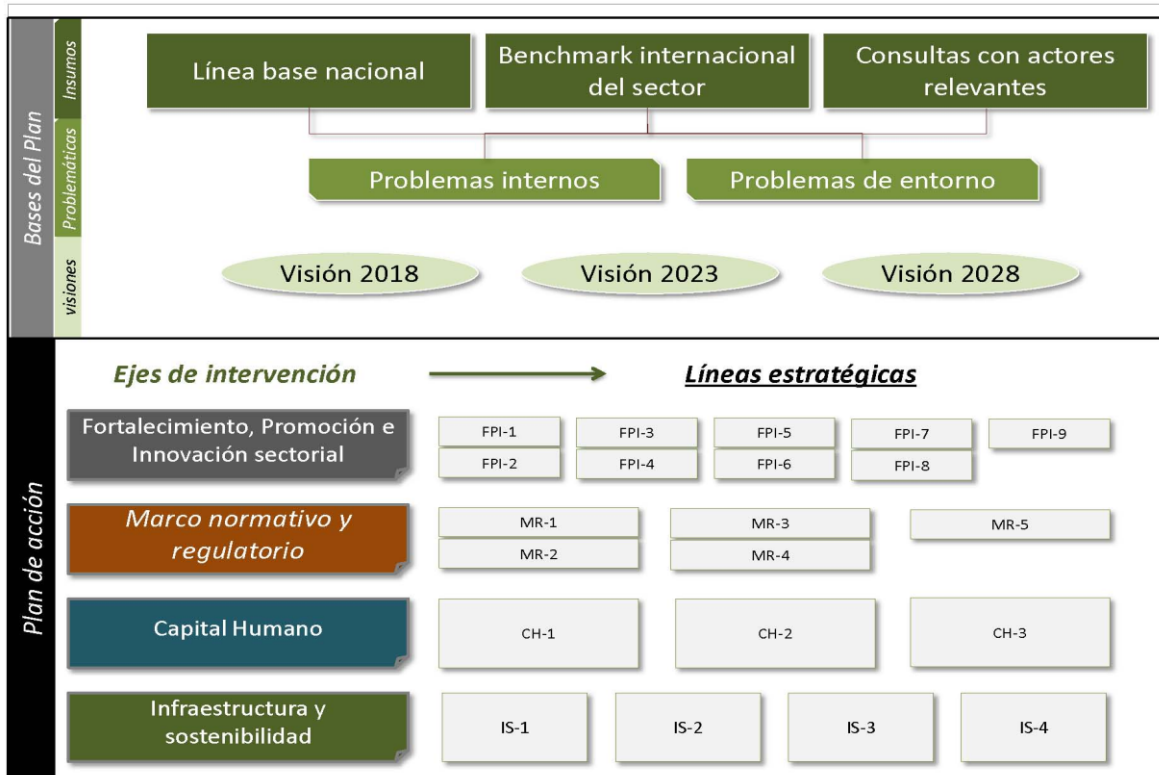 Bases del Plan
Insumos
Línea base nacional
Benchmark internacional
del sector
Consultas con actores
relevantes
Problemáticas
Problemas internos
Problemas de entorno
visiones
Visión 2018
Visión 2023
Visión 2028
Plan de acción
Ejes de intervención
Líneas estratégicas
Fortalecimiento, Promoción e
Innovación sectorial
FPI-1
FPI-3
FPI-5
FPI-7
FPI-9
FPI-2
FPI-4
FPI-6
FPI-8
Marco normativo y
regulatorio
MR-1
MR-3
MR-5
MR-2
MR-4
Capital Humano
CH-1
CH-2
CH-3
Infraestructura y
sostenibilidad
IS-1
IS-2
IS-3
IS-4